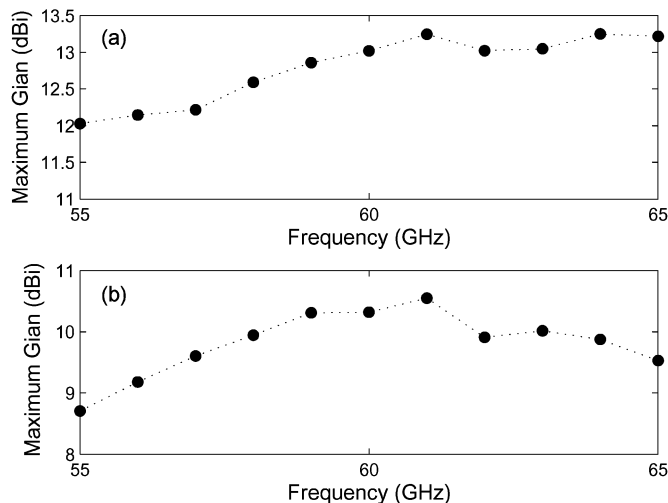 Maximum Gian (dBi)
13.5
13
12.5
12
11.5
11
(a)
55
60
65
Frequency (GHz)
Maximum Gian (dBi)
11
10
9
8
(b)
55
60
65
Frequency (GHz)